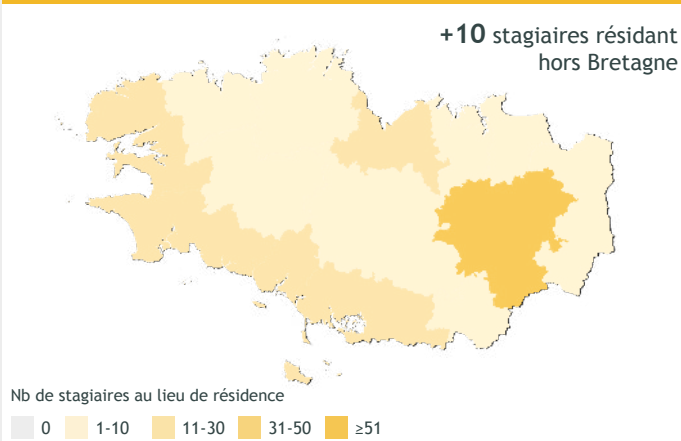 +10 stagiaires résidant
hors Bretagne
Nb de stagiaires au lieu de résidence
0 1-10 11-30 31-50 ≥51